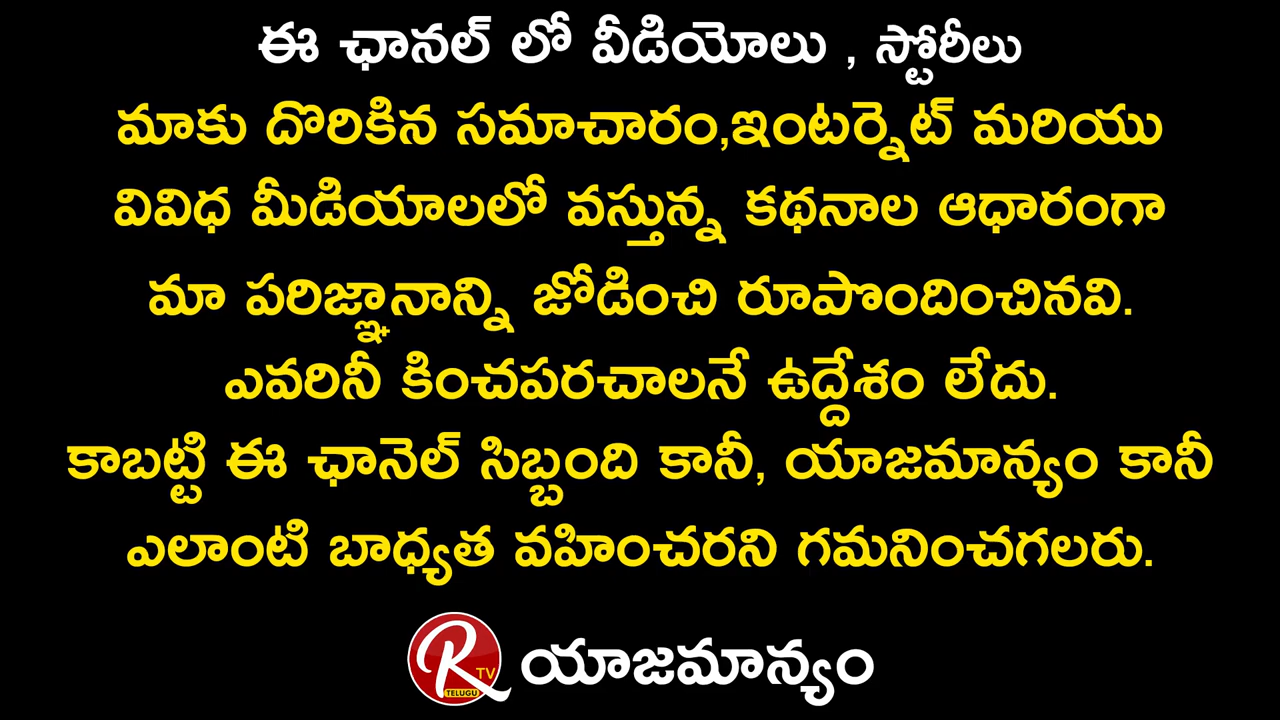 ఈ ఛానల్ లో వీడియోలు , స్టోరీలు
మాకు దొరికిన సమాచారం,ఇంటర్నెట్ మరియు
వివిధ మీడియాలలో వస్తున్న కథనాల ఆధారంగా
మా పరిజ్ఞానాన్ని జోడించి రూపొందించినవి.
ఎవరినీ కించపరచాలనే ఉద్దేశం లేదు.
కాబట్టి ఈ ఛానెల్ సిబ్బంది కానీ, యాజమాన్యం కానీ
ఎలాంటి బాధ్యత వహించరని గమనించగలరు.
R TV TELUGU యాజమాన్యం